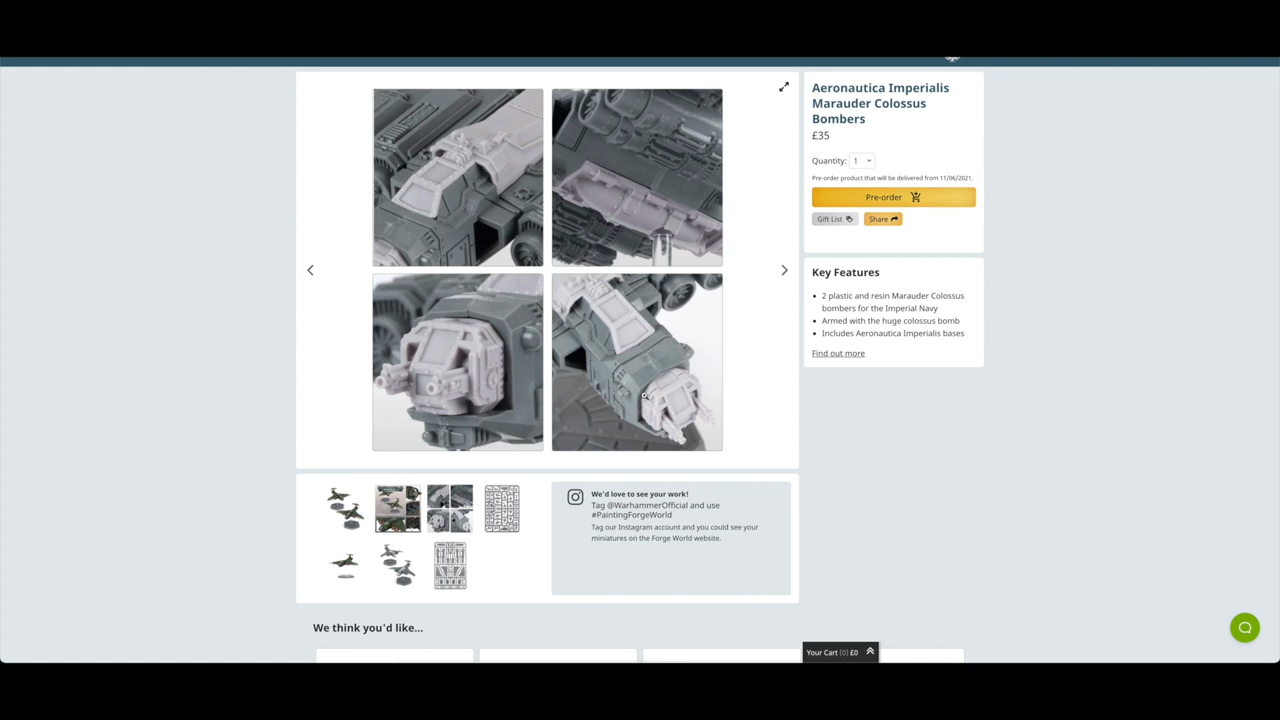 Aeronautica Imperialis
Marauder Colossus
Bombers
£35
Quantity: 1
Pre-order product that will be delivered from 11/06/2021.
Pre-order
Gift List
Share
Key Features
2 plastic and resin Marauder Colossus
bombers for the Imperial Navy
Armed with the huge colossus bomb
Includes Aeronautica Imperialis bases
Find out more
We'd love to see your work!
Tag @WarhammerOfficial and use
#PaintingForgeWorld
Tag our Instagram account and you could see your
miniatures on the Forge World website.
We think you'd like...
Your Cart (0) £0